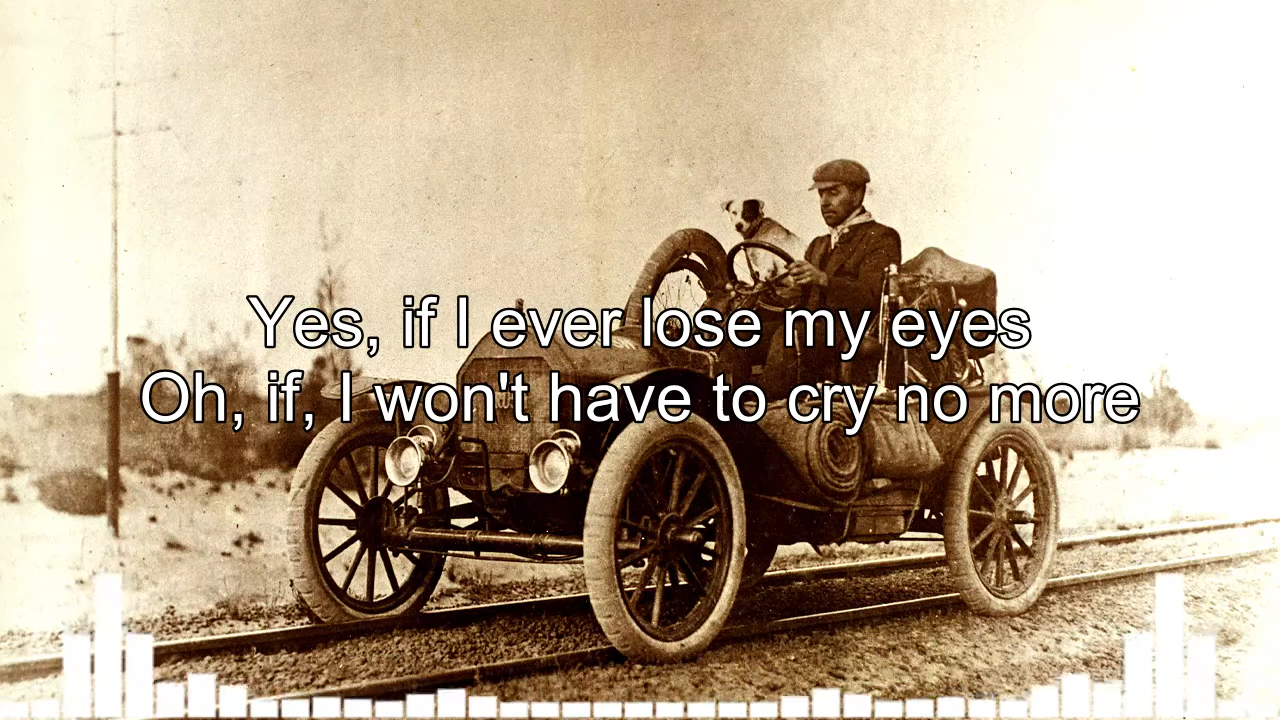 Yes, if I ever lose my eyes
Oh, if, I won't have to cry no more